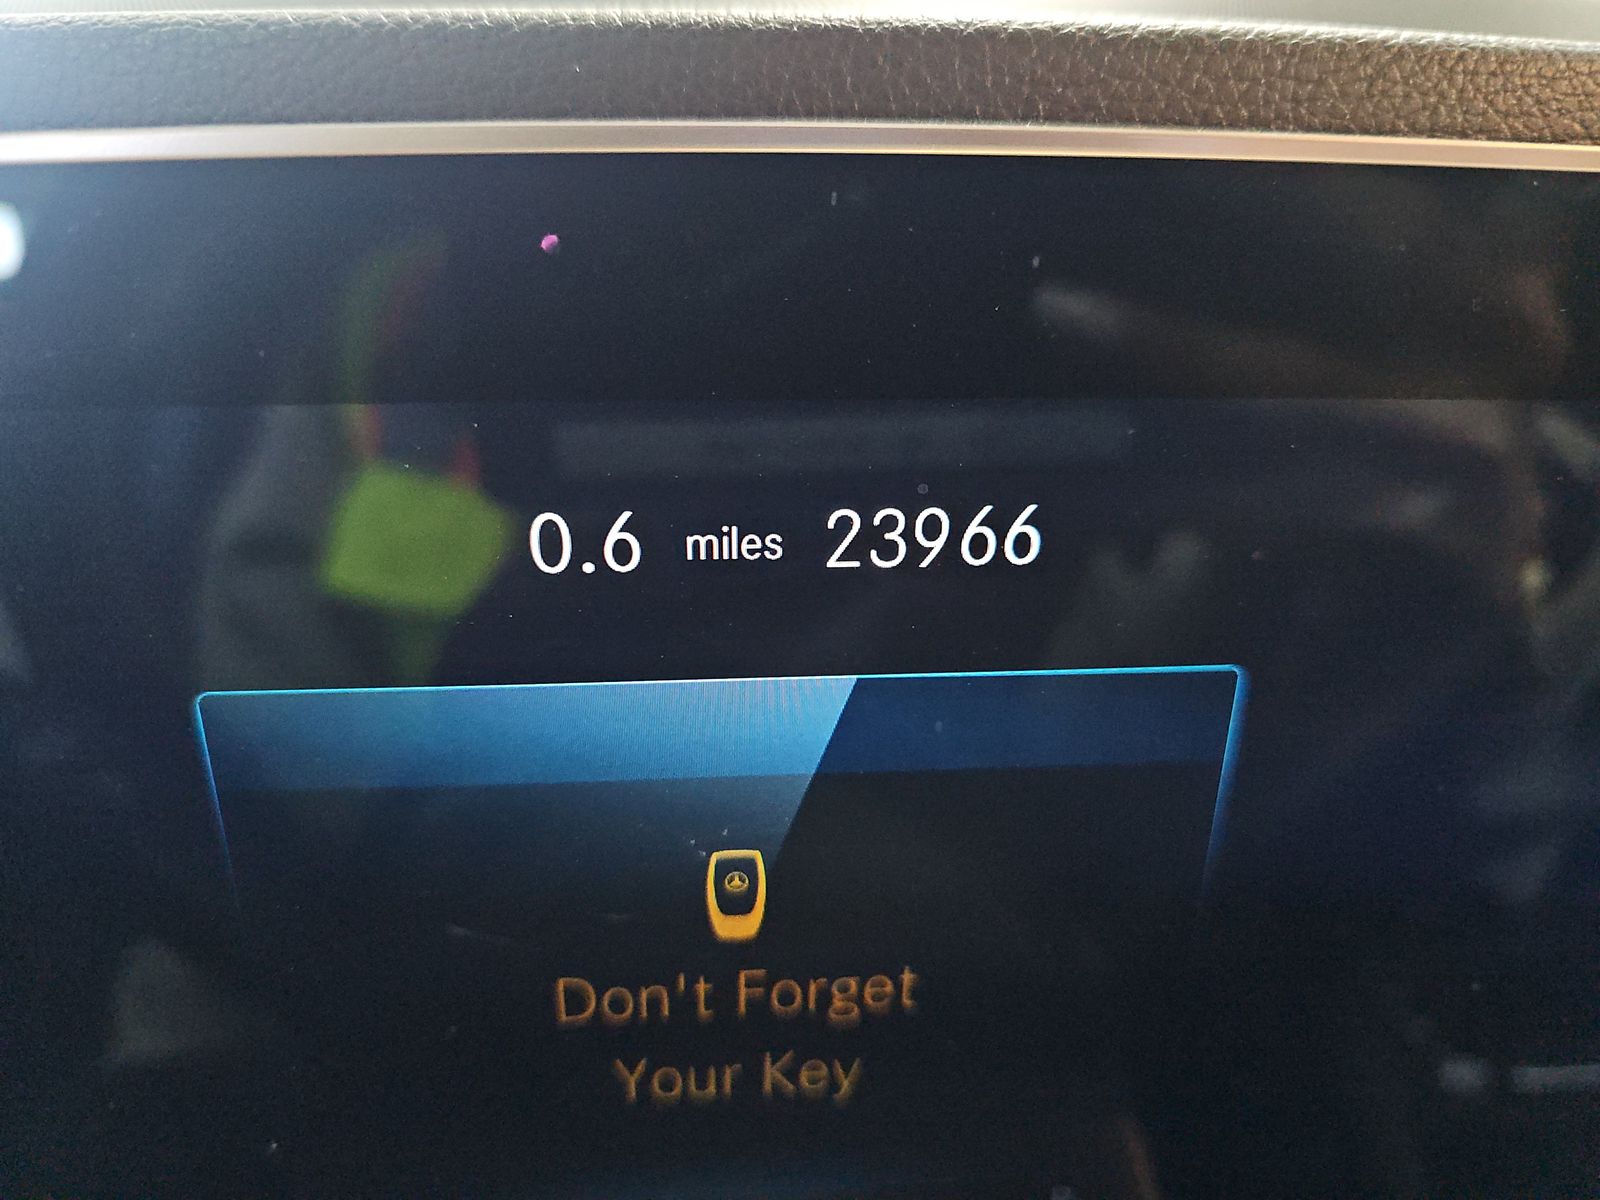 0.6 miles 23966
Don't Forget
Your Key